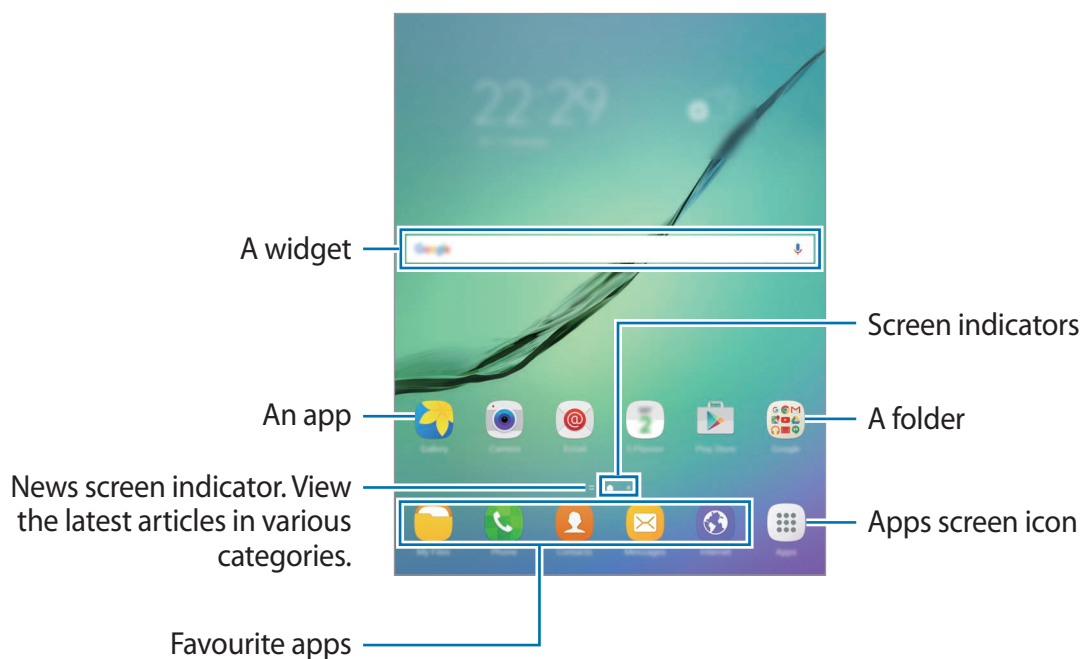 22:29
A widget
Google
Screen indicators
An app
A folder
Gallery
Camera
Email
S Planner
Play Store
Google
News screen indicator. View
the latest articles in various
categories.
Apps screen icon
My Files
Phone
Contacts
Messages
Internet
Apps
Favourite apps